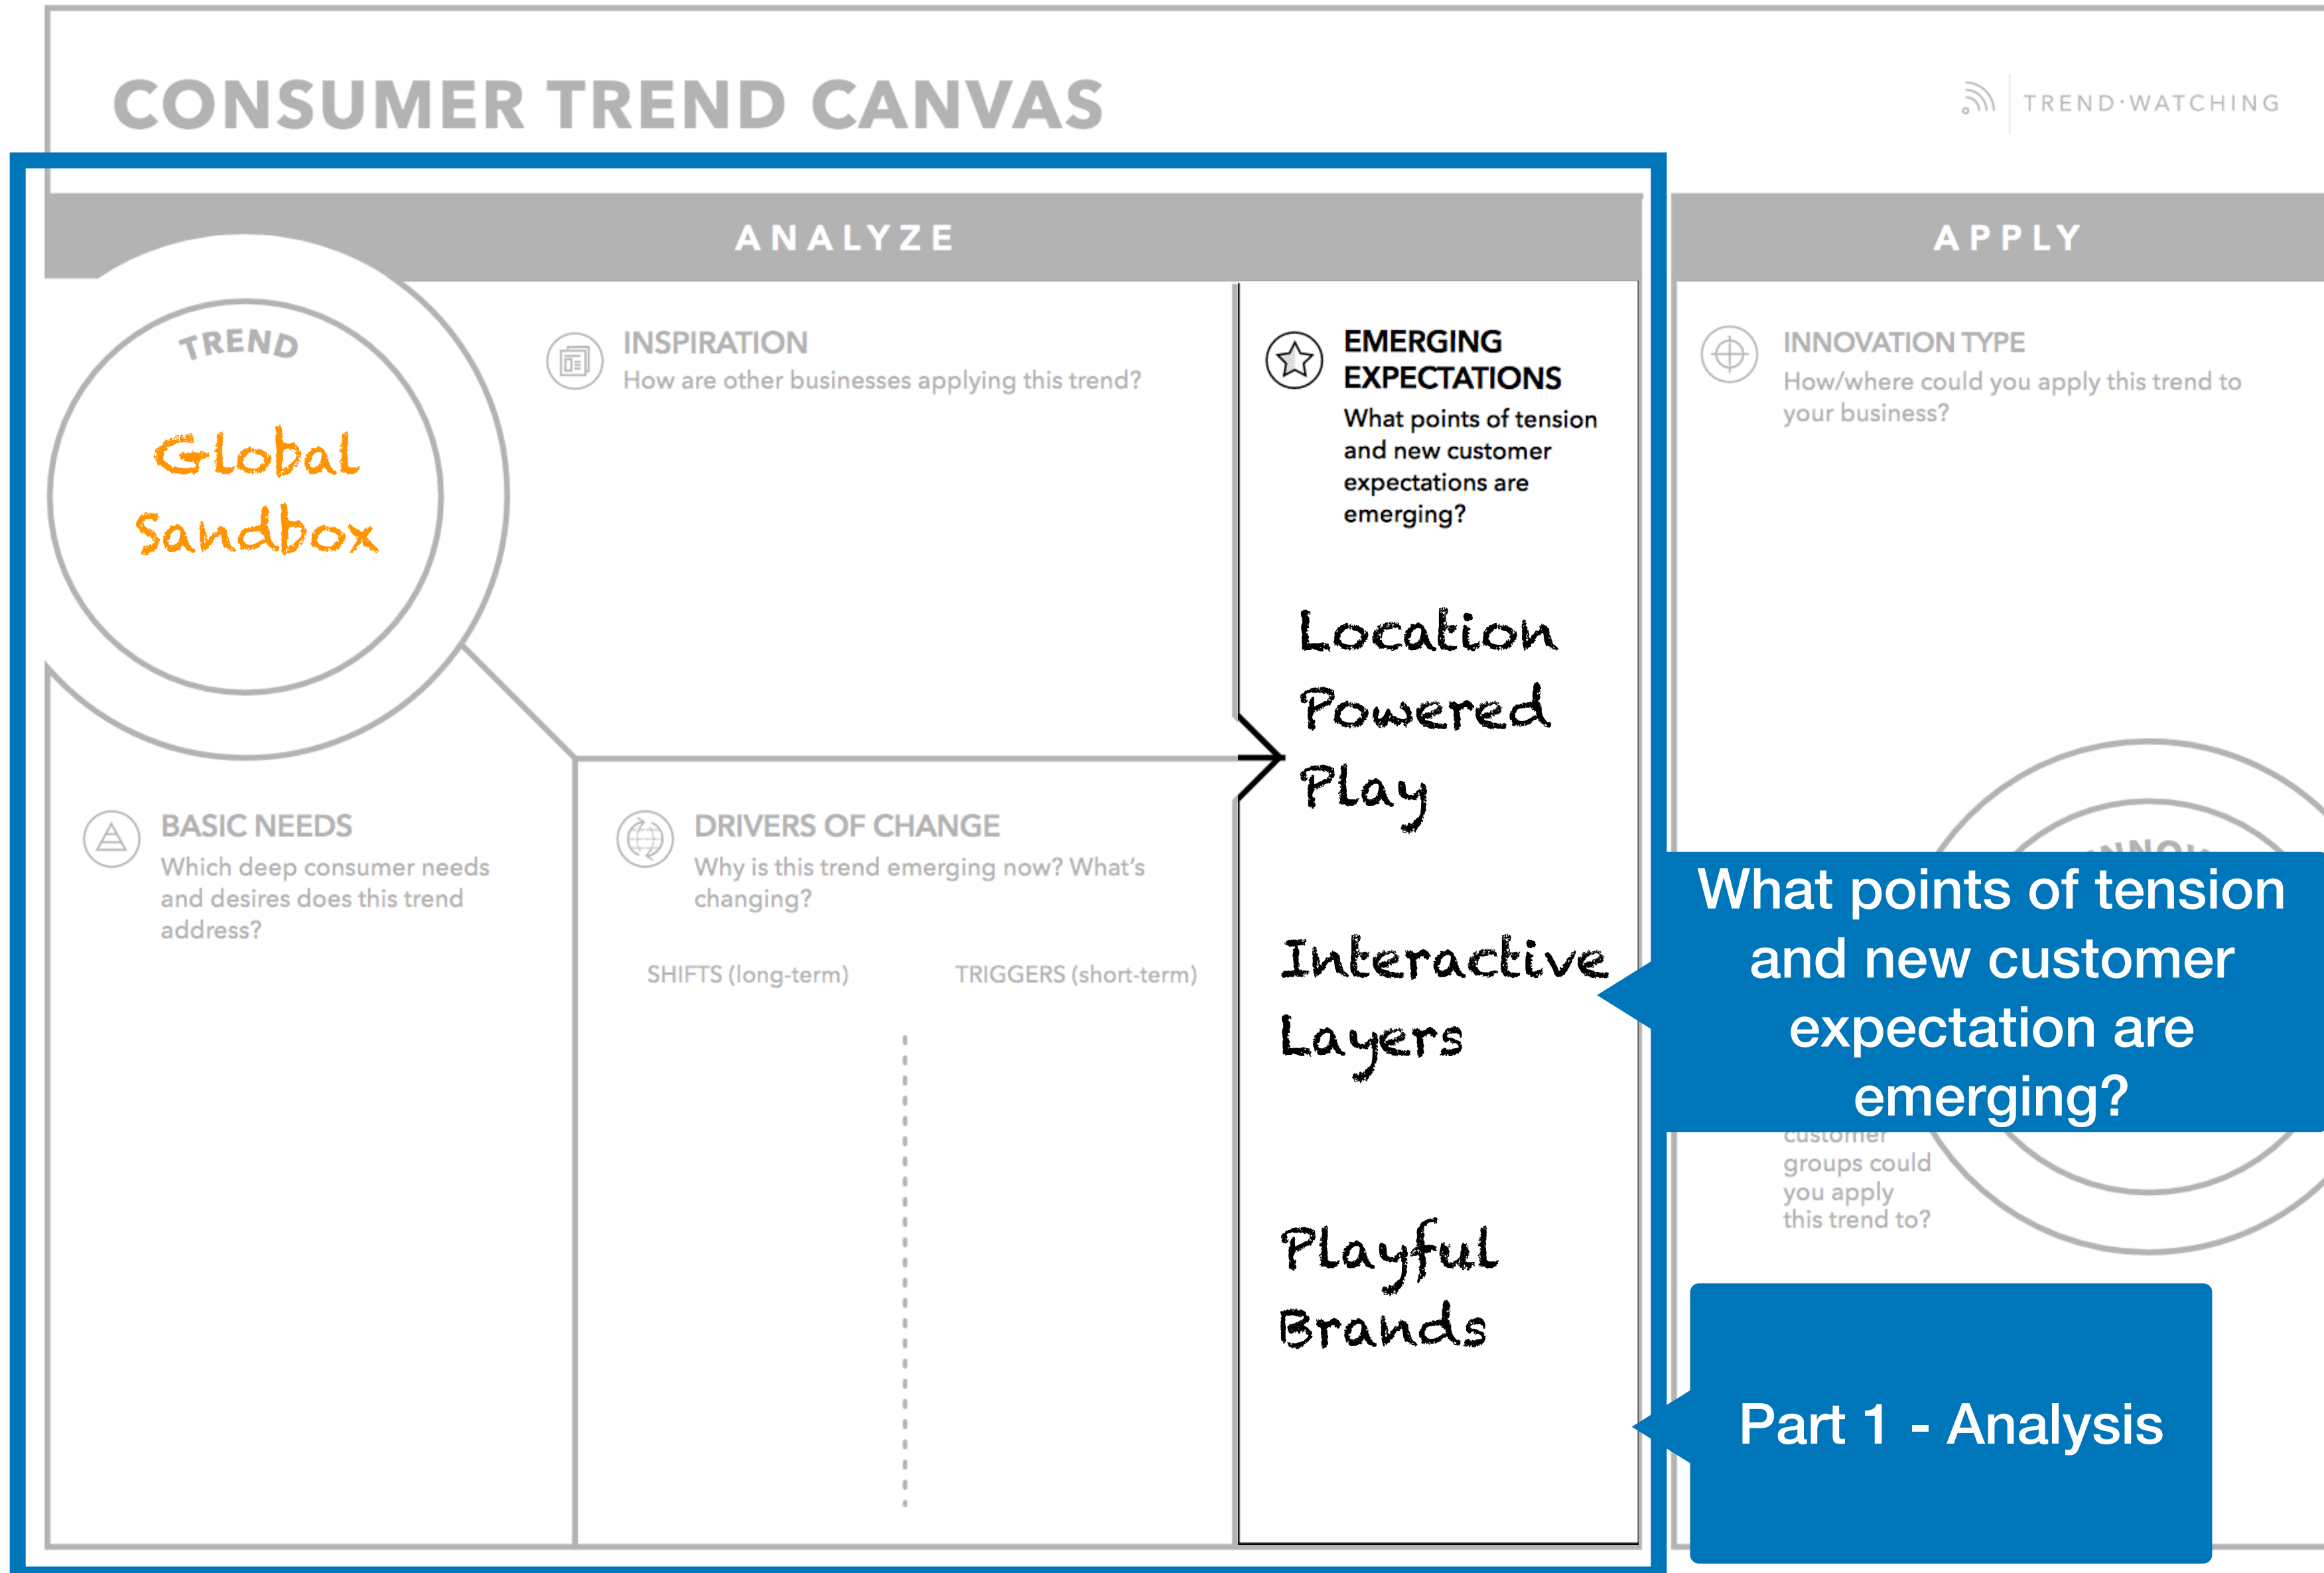 CONSUMER TREND CANVAS
TREND·WATCHING
ANALYZE
TREND
Global
Sandbox
INSPIRATION
How are other businesses applying this trend?
EMERGING
EXPECTATIONS
What points of tension
and new customer
expectations are
emerging?
Location
Powered
Play
Interactive
Layers
Playful
Brands
BASIC NEEDS
Which deep consumer needs
and desires does this trend
address?
DRIVERS OF CHANGE
Why is this trend emerging now? What's
changing?
SHIFTS (long-term)
TRIGGERS (short-term)
APPLY
INNOVATION TYPE
How/where could you apply this trend to
your business?
What points of tension
and new customer
expectation are
emerging?
customer
groups could
you apply
this trend to?
Part 1 - Analysis